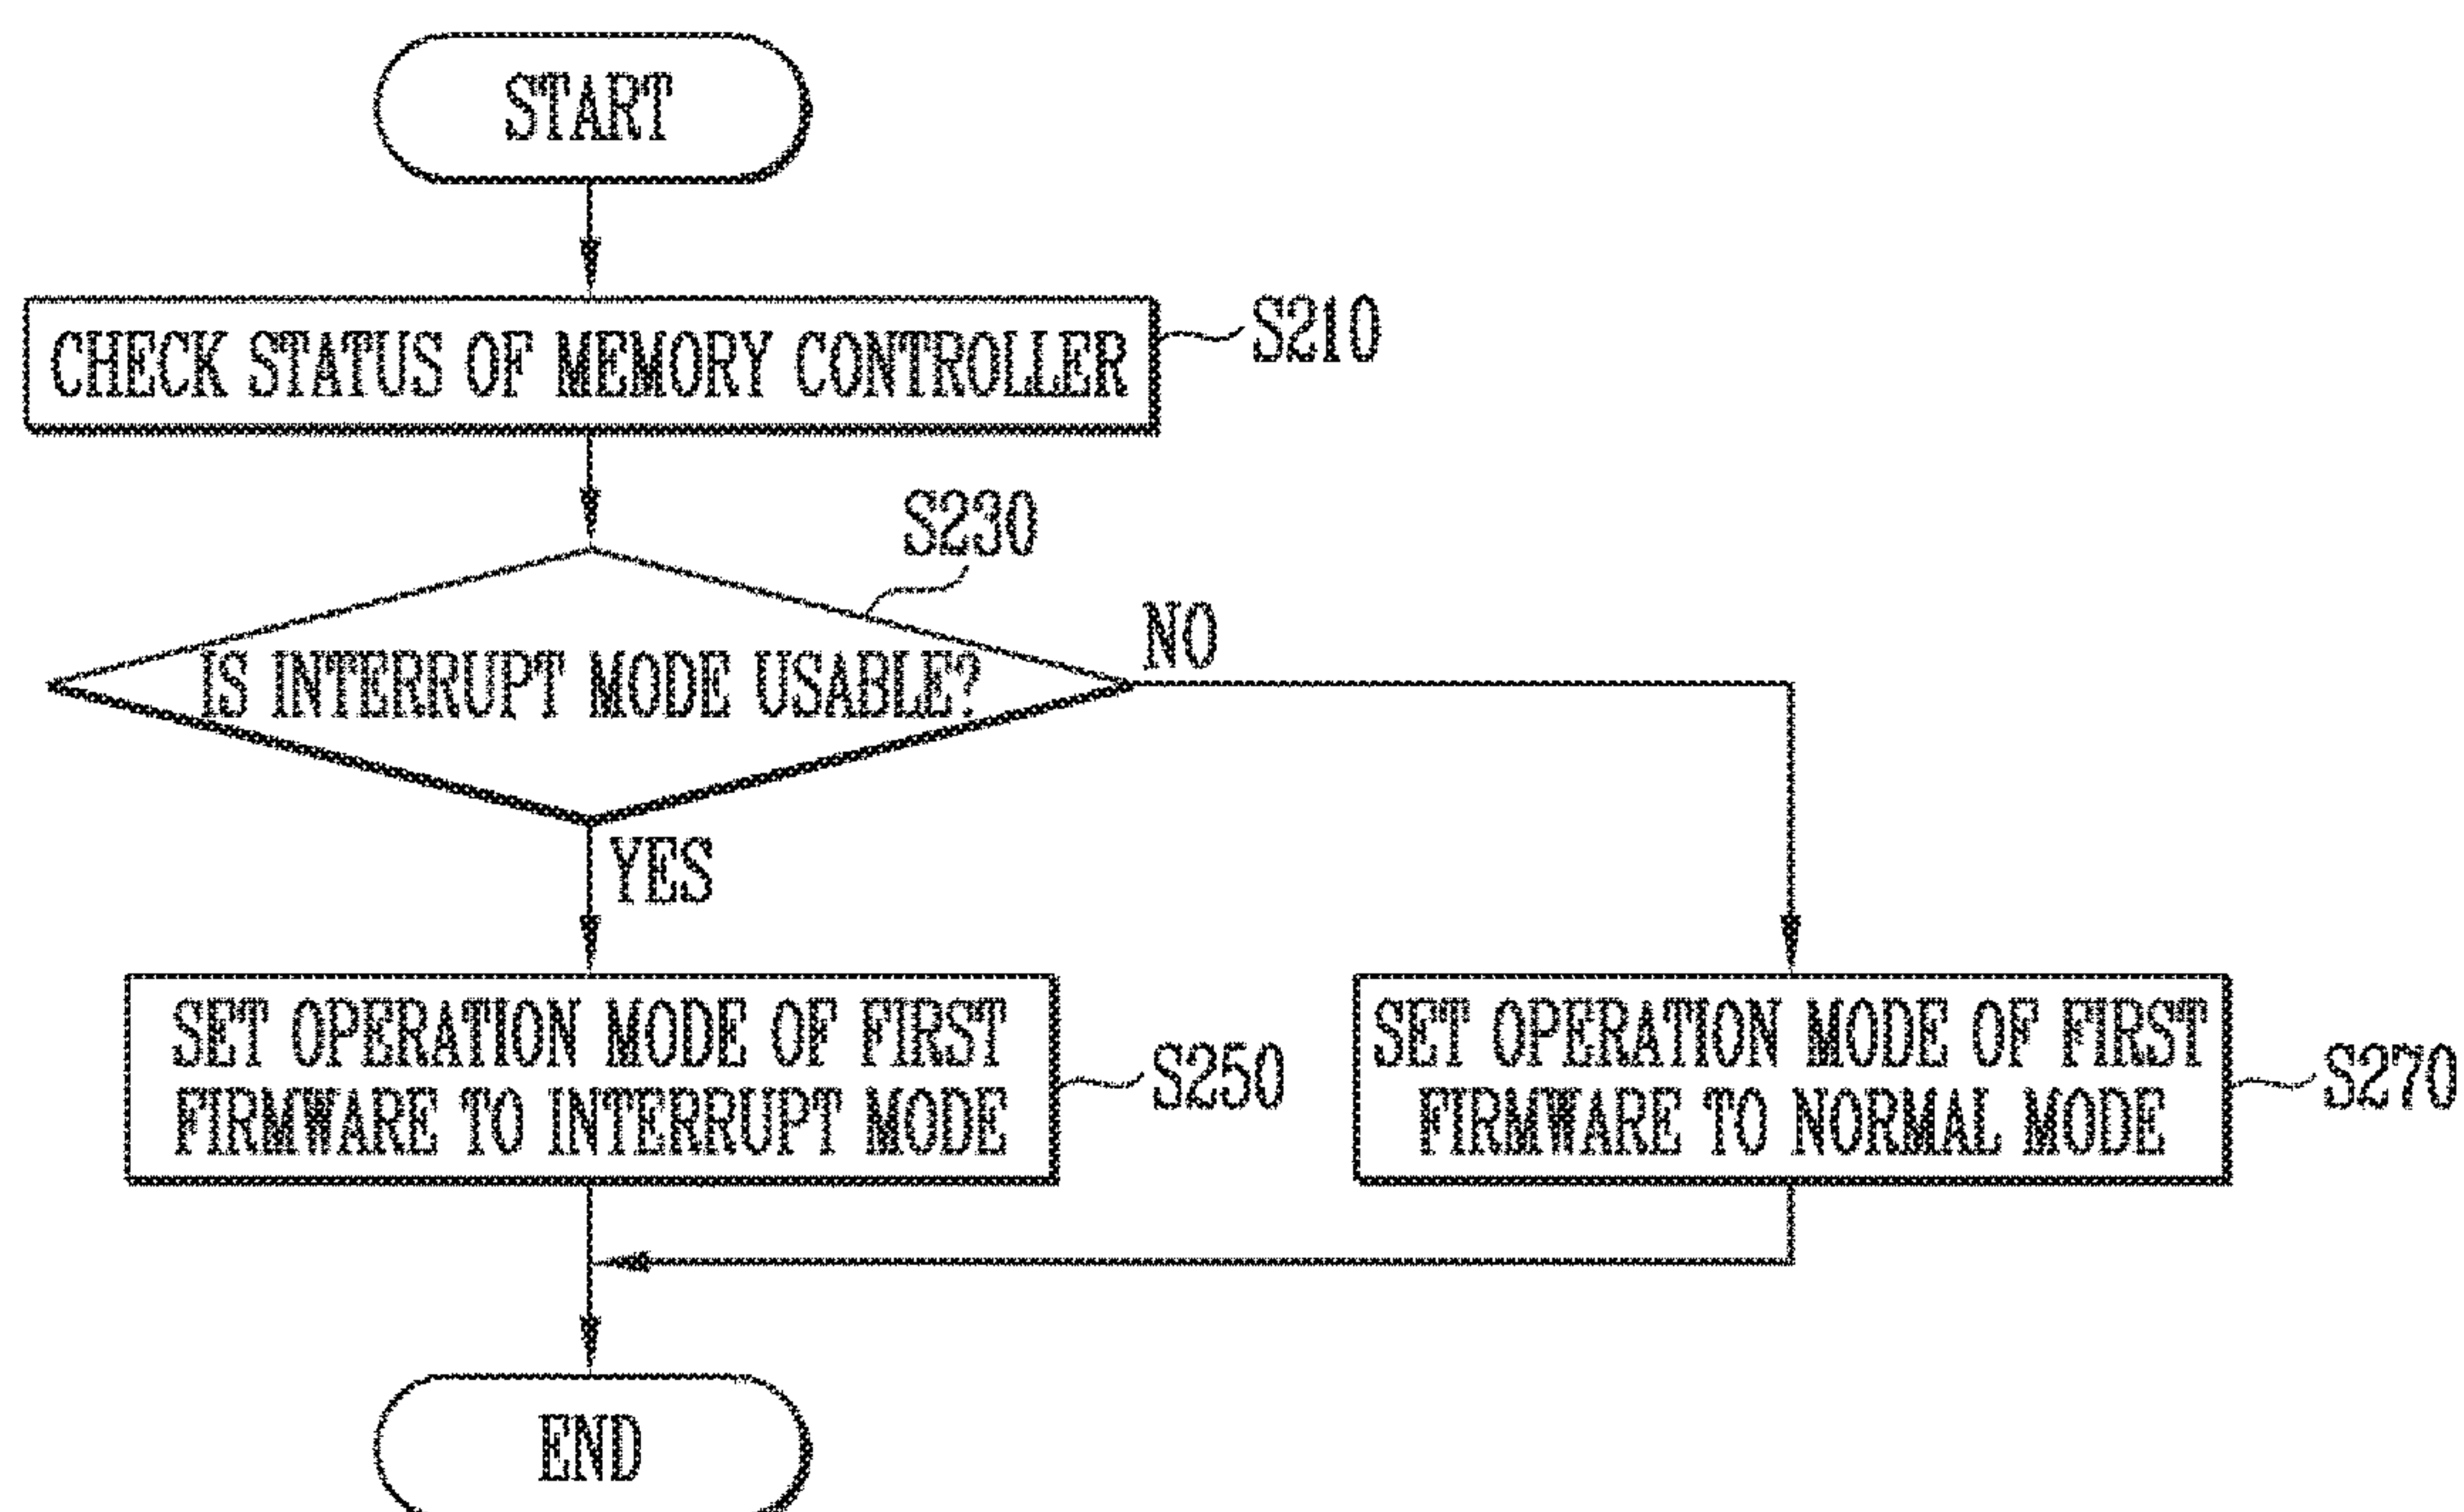 START
CHECK STATUS OF MEMORY CONTROLLER
S210
S230
IS INTERRUPT MODE USABLE?
NO
YES
SET OPERATION MODE OF FIRST
FIRMWARE TO INTERRUPT MODE
S250
SET OPERATION MODE OF FIRST
FIRMWARE TO NORMAL MODE
S270
END